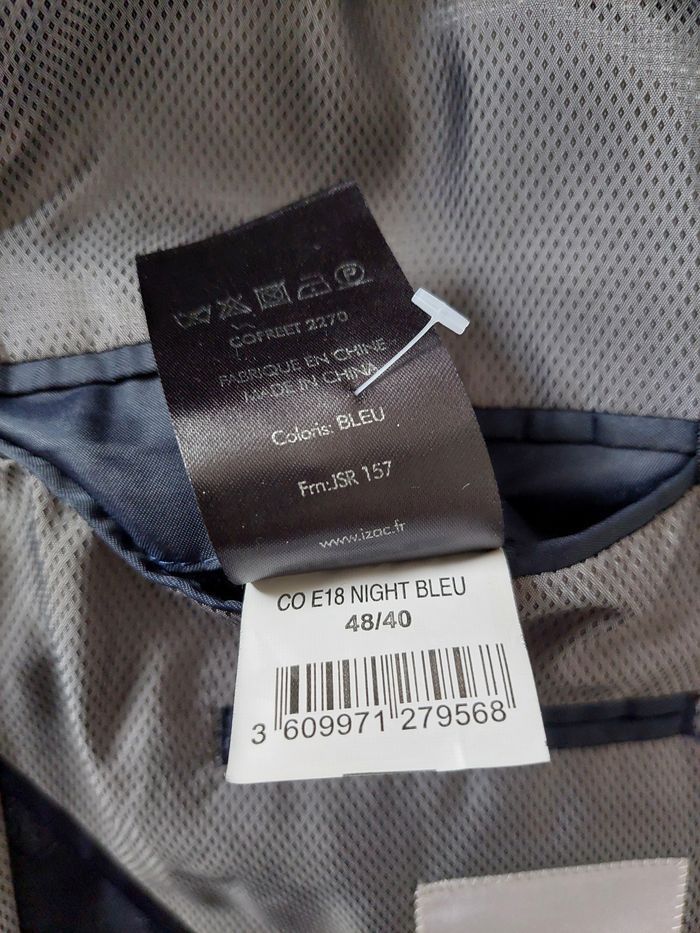 COFREET 2270
FABRIQUE EN CHINE
MADE IN CHINA
Coloris: BLEU
Frn:JSR 157
www.izac.fr
CO E18 NIGHT BLEU
48/40
3 609971 279568